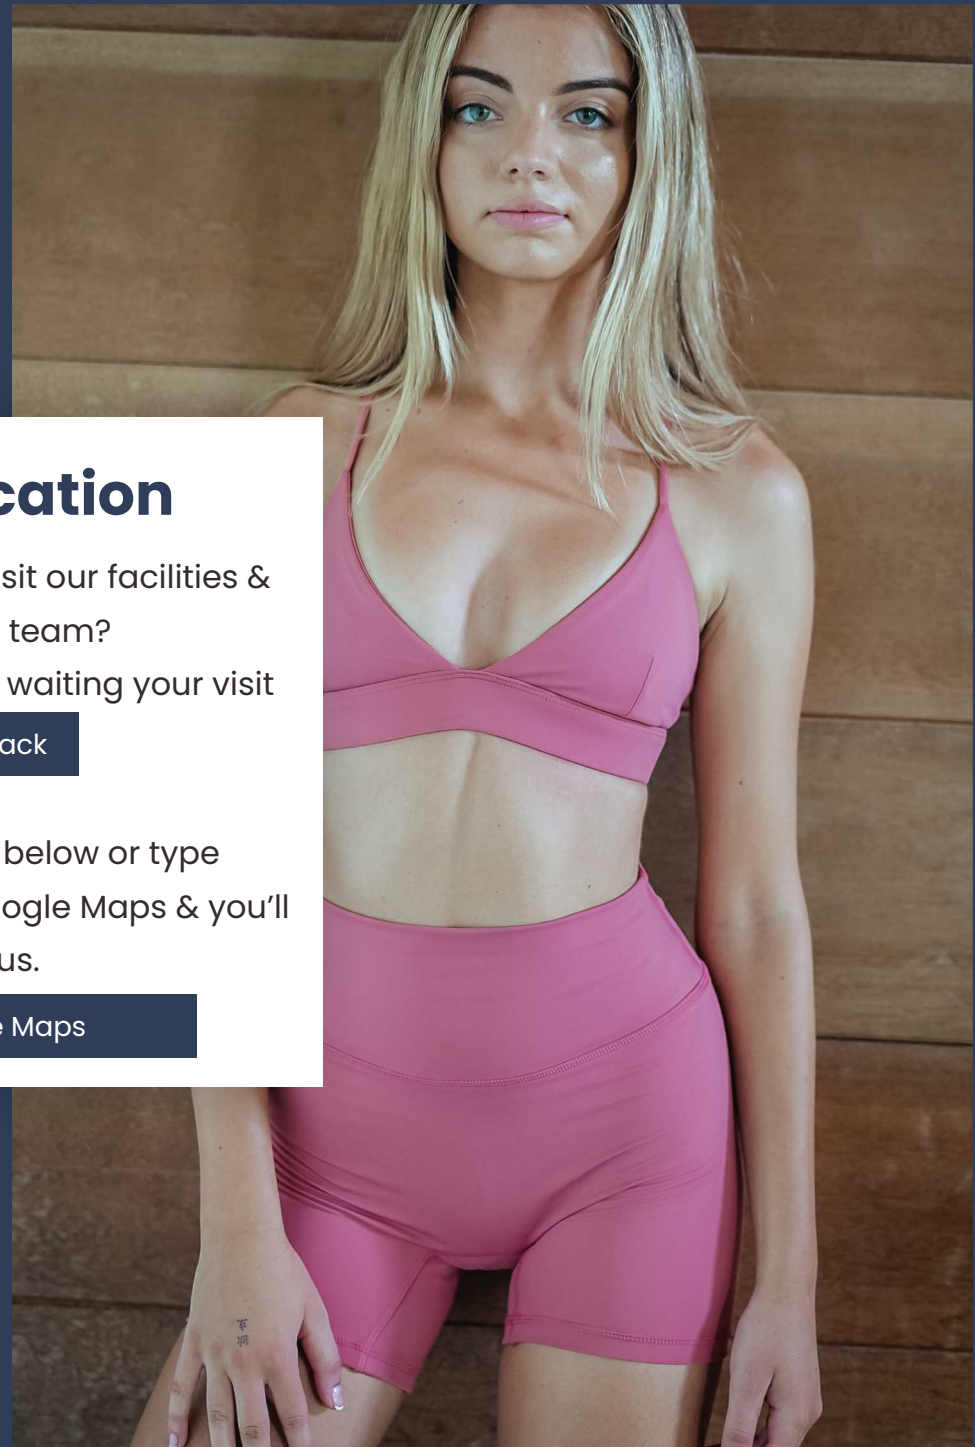 cation
sit our facilities &
team?
waiting your visit
ack
below or type
ogle Maps & you’ll
us.
e Maps